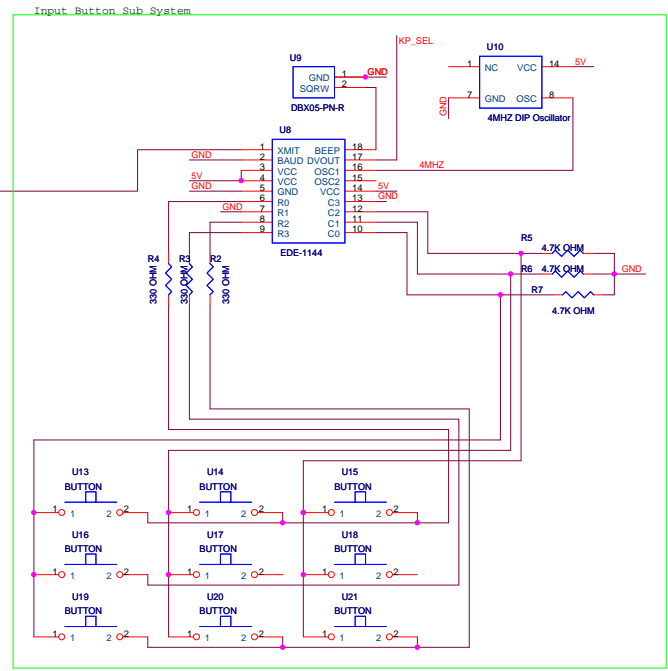 Input Button Sub System
KP_SEL
U9
GND 1 GND
SQRW 2
DBX05-PN-R
U10
1 NC VCC 14 5V
GND 7 GND OSC 8
4MHZ DIP Oscillator
U8
1 XMIT BEEP 18
GND 2 BAUD DVOUT 17
3 VCC OSC1 16 4MHZ
5V 4 VCC OSC2 15
GND 5 GND VCC 14 5V
6 R0 C3 13 GND
GND 7 R1 C2 12
8 R2 C1 11
9 R3 C0 10
EDE-1144
R4 R3 R2
330 OHM 330 OHM 330 OHM
R5 4.7K OHM
R6 4.7K OHM GND
R7
4.7K OHM
U13 U14 U15
BUTTON BUTTON BUTTON
1 1 2 2 1 1 2 2 1 1 2 2
U16 U17 U18
BUTTON BUTTON BUTTON
1 1 2 2 1 1 2 2 1 1 2 2
U19 U20 U21
BUTTON BUTTON BUTTON
1 1 2 2 1 1 2 2 1 1 2 2